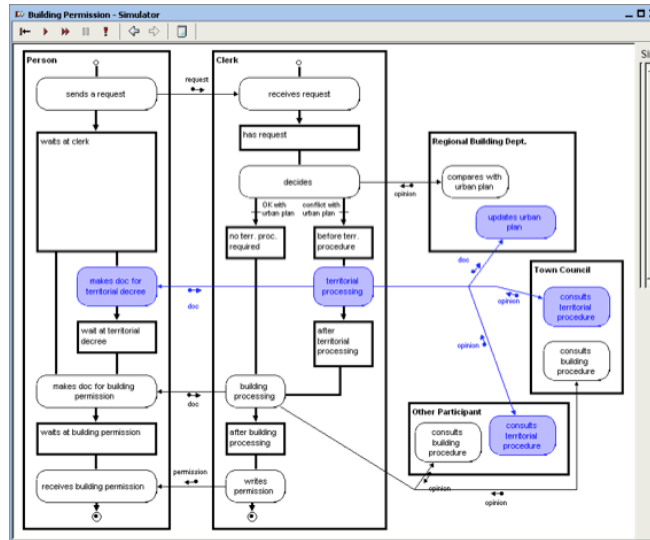 Building Permission - Simulator
Person
sends a request
waits at clerk
makes doc for
territorial decree
wait at territorial
decree
makes doc for building
permission
waits at building permission
receives building permission
request
doc
doc
permission
Clerk
receives request
has request
decides
OK with
urban plan
conflict with
urban plan
no terr. proc.
required
before terr.
procedure
territorial
processing
after
territorial
processing
building
processing
after building
processing
writes
permission
opinion
doc
opinion
opinion
opinion
opinion
Regional Building Dept.
compares with
urban plan
updates urban
plan
Town Council
consults
territorial
procedure
consults
building
procedure
Other Participant
consults
building
procedure
consults
territorial
procedure